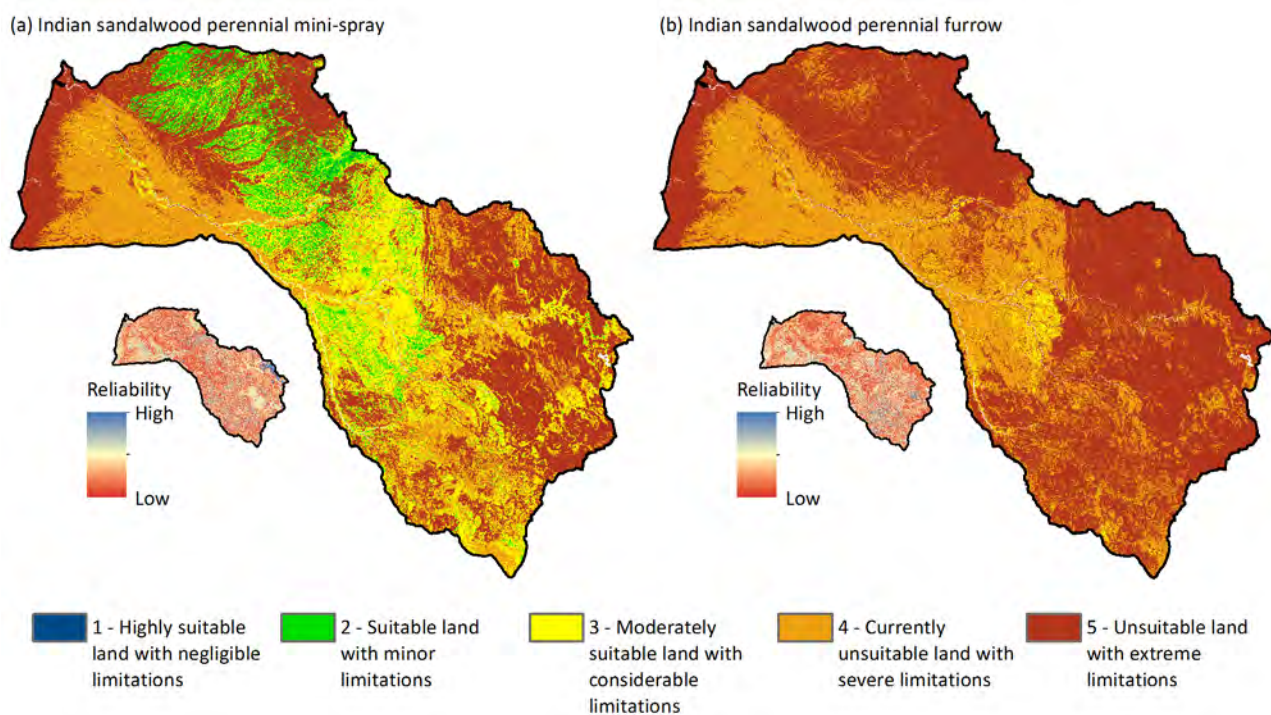 (a) Indian sandalwood perennial mini-spray
(b) Indian sandalwood perennial furrow
Reliability
High
Low
Reliability
High
Low
1 - Highly suitable
land with negligible
limitations
2 - Suitable land
with minor
limitations
3 - Moderately
suitable land with
considerable
limitations
4 - Currently
unsuitable land with
severe limitations
5 - Unsuitable land
with extreme
limitations